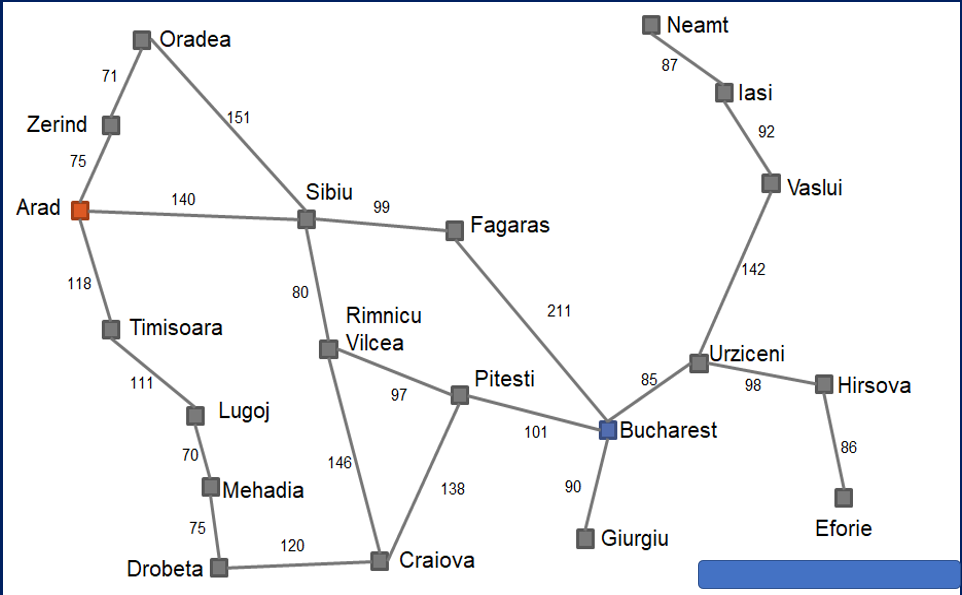 Neamt
Oradea
87
71
Iasi
151
92
Zerind
75
Vaslui
Sibiu
140
99
Arad
Fagaras
142
118
80
211
Rimnicu
Vilcea
Timisoara
Urziceni
111
97
Pitesti
85
98
Hirsova
Lugoj
101
Bucharest
86
70
146
138
90
Mehadia
75
Eforie
120
Giurgiu
Drobeta
Craiova